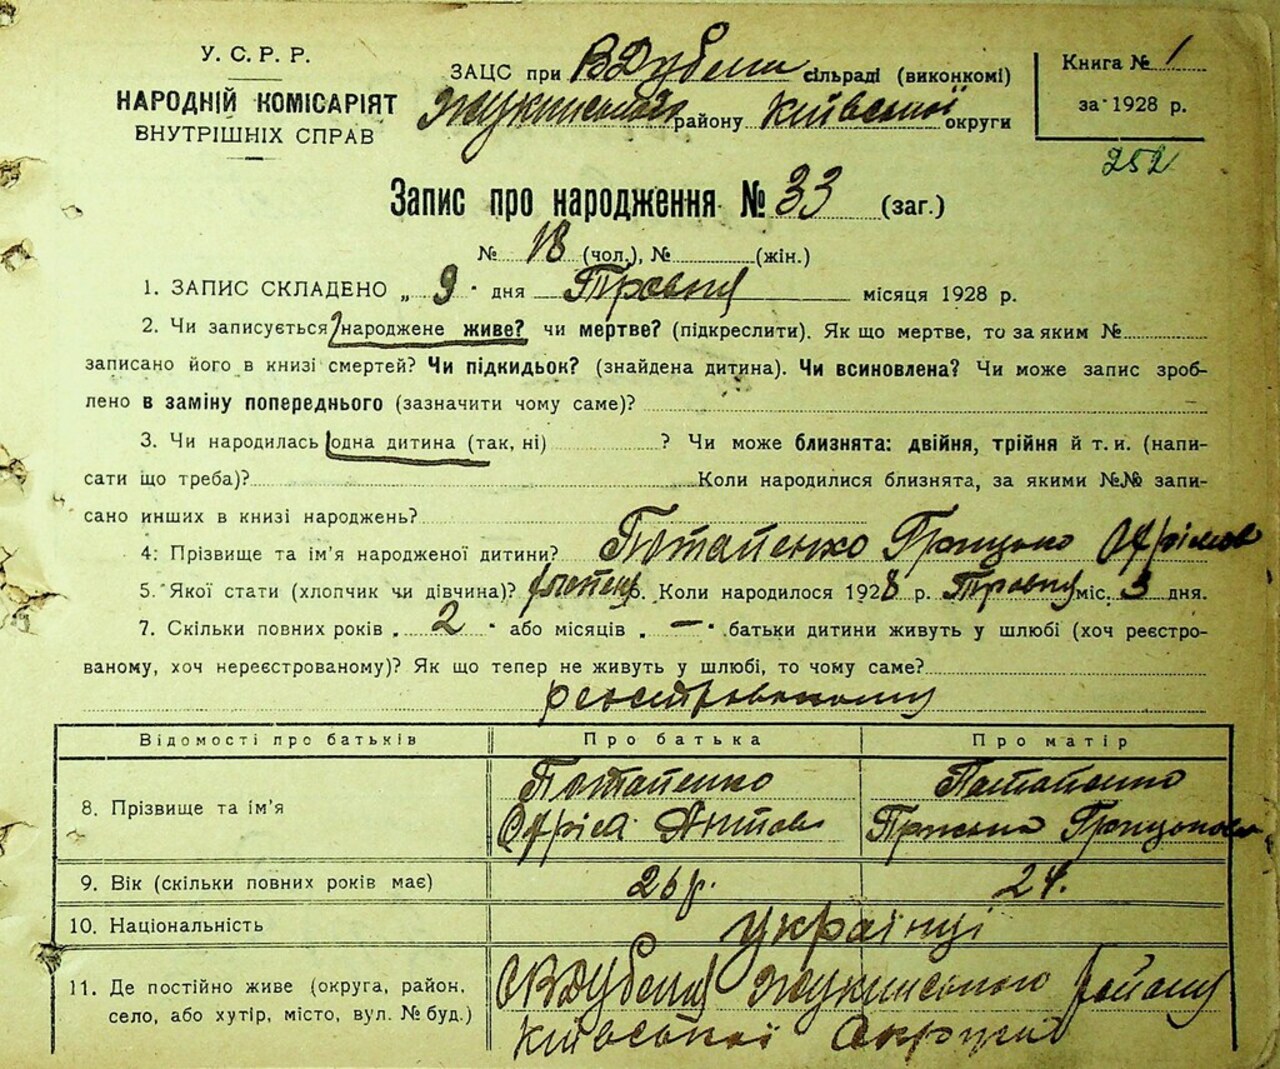 У. С. Р. Р.
НАРОДНІЙ КОМІСАРІЯТ
ВНУТРІШНІХ СПРАВ
ЗАЦС при В Дубечні сільраді (виконкомі)
Жукинського району Київської округи
Книга № 1
за 1928 р.
252
Запис про народження № 33 (заг.)
№ 18 (чол.), № (жін.)
1. ЗАПИС СКЛАДЕНО „ 9 " дня Травня місяця 1928 р.
2. Чи записується народжене живе? чи мертве? (підкреслити). Як що мертве, то за яким №
записано його в книзі смертей? Чи підкидьок? (знайдена дитина). Чи всиновлена? Чи може запис зроб-
лено в заміну попереднього (зазначити чому саме)?
3. Чи народилась одна дитина (так, ні) ? Чи може близнята: двійня, трійня й т. и. (напи-
сати що треба)? Коли народилися близнята, за якими №№ запи-
сано инших в книзі народжень?
4. Прізвище та ім'я народженої дитини? Потапенко Грицько
5. Якої стати (хлопчик чи дівчина)? Коли народилося 1928 р. Травня міс. 3 дня.
7. Скільки повних років „ 2 " або місяців „ — " батьки дитини живуть у шлюбі (хоч реєстро-
ваному, хоч нереєстрованому)? Як що тепер не живуть у шлюбі, то чому саме?
реєстрованому
Відомості про батьків Про батька Про матір
8. Прізвище та ім'я Потапенко Потапенко
9. Вік (скільки повних років має) 26 р. 24.
10. Національність українці
11. Де постійно живе (округа, район,
село, або хутір, місто, вул. № буд.) Жукинського району
Київської Округи